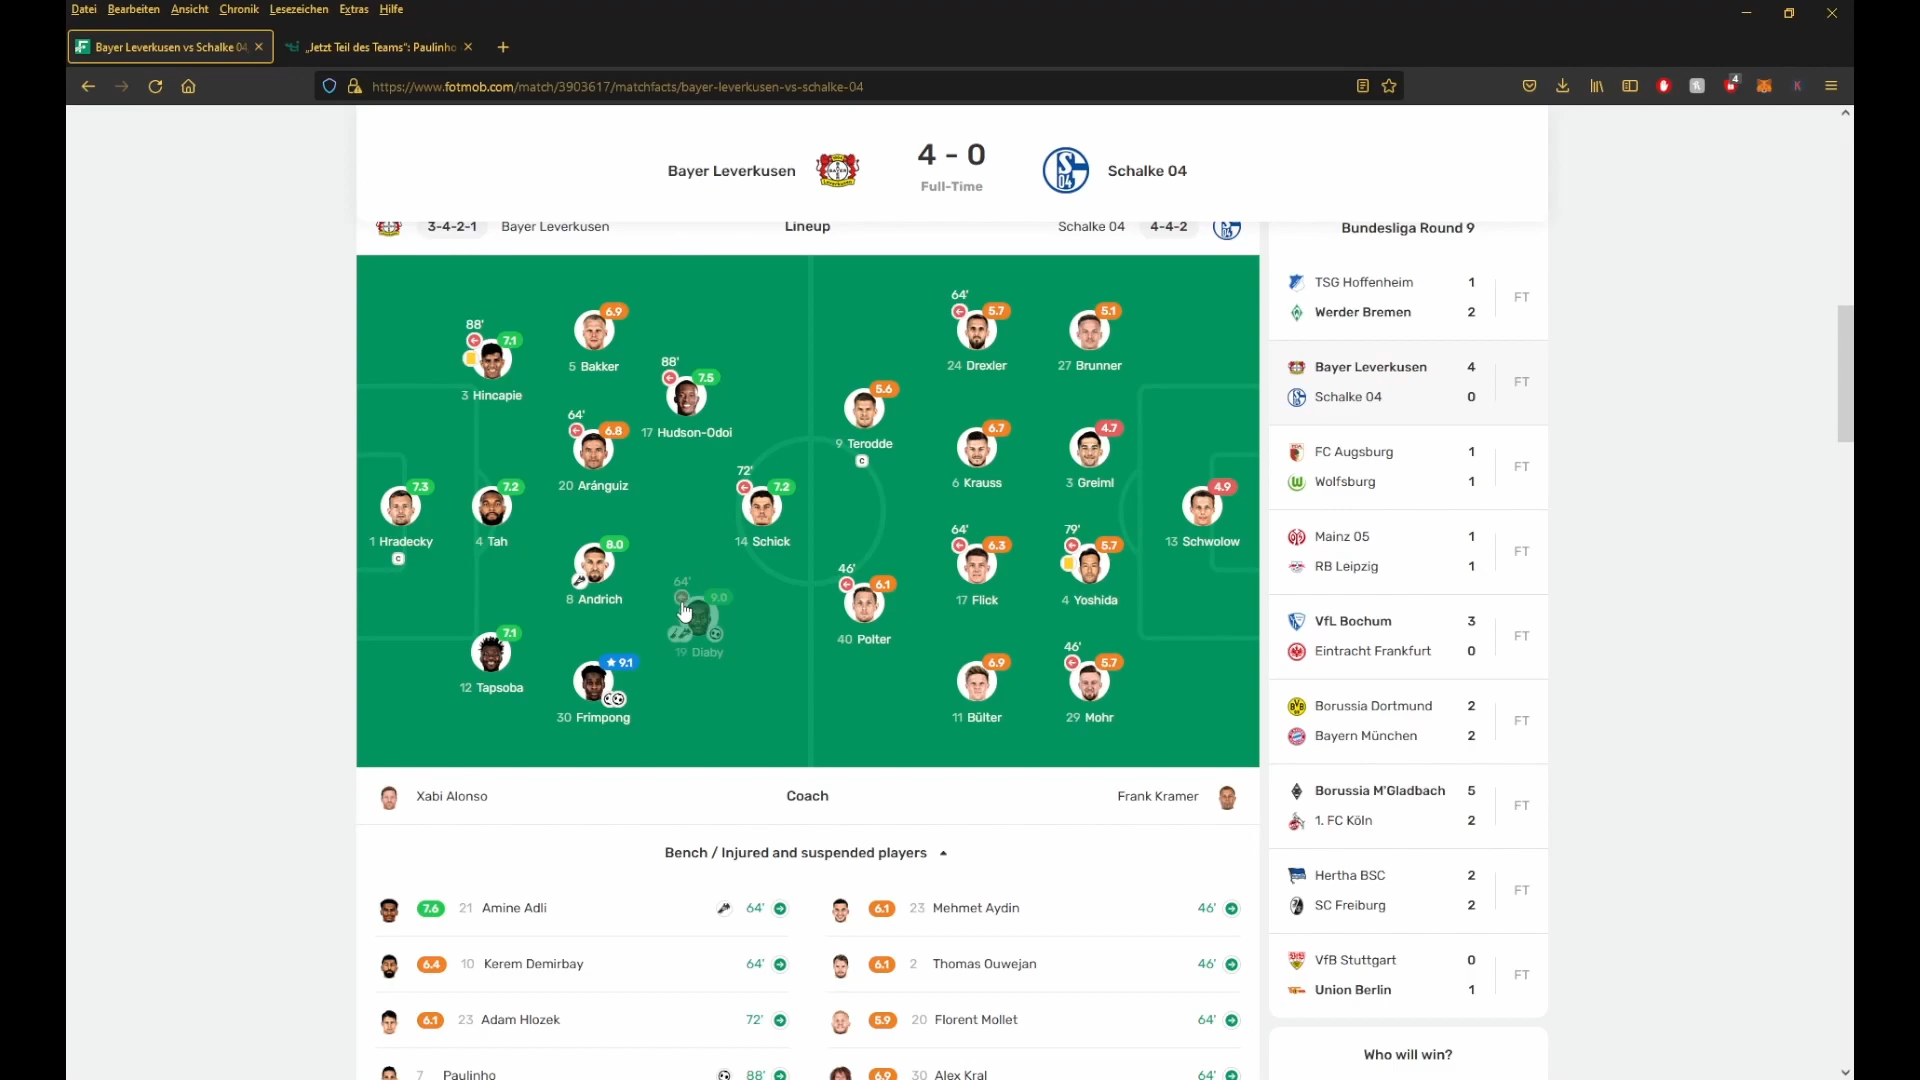 Datei Bearbeiten Ansicht Chronik Lesezeichen Extras Hilfe
Bayer Leverkusen vs Schalke 04
„Jetzt Teil des Teams“: Paulinho
https://www.fotmob.com/match/3903617/matchfacts/bayer-leverkusen-vs-schalke-04
4
Bayer Leverkusen 4 - 0 Schalke 04
Full-Time
3-4-2-1 Bayer Leverkusen Lineup Schalke 04 4-4-2
88' 7.1
3 Hincapie
6.9
5 Bakker
88' 7.5
17 Hudson-Odoi
64' 6.8
20 Aránguiz
7.3
1 Hradecky
C
7.2
4 Tah
72' 7.2
14 Schick
8.0
8 Andrich
64' 9.0
19 Diaby
7.1
12 Tapsoba
9.1
30 Frimpong
64' 5.7
24 Drexler
5.1
27 Brunner
5.6
9 Terodde
C
6.7
6 Krauss
4.7
3 Greiml
4.9
13 Schwolow
64' 6.3
17 Flick
79' 5.7
4 Yoshida
46' 6.1
40 Polter
6.9
11 Bülter
46' 5.7
29 Mohr
Xabi Alonso Coach Frank Kramer
Bench / Injured and suspended players
7.6 21 Amine Adli 64'
6.1 23 Mehmet Aydin 46'
6.4 10 Kerem Demirbay 64'
6.1 2 Thomas Ouwejan 46'
6.1 23 Adam Hlozek 72'
5.9 20 Florent Mollet 64'
7 Paulinho 88'
6.9 30 Alex Kral 64'
Bundesliga Round 9
TSG Hoffenheim 1
Werder Bremen 2
FT
Bayer Leverkusen 4
Schalke 04 0
FT
FC Augsburg 1
Wolfsburg 1
FT
Mainz 05 1
RB Leipzig 1
FT
VfL Bochum 3
Eintracht Frankfurt 0
FT
Borussia Dortmund 2
Bayern München 2
FT
Borussia M'Gladbach 5
1. FC Köln 2
FT
Hertha BSC 2
SC Freiburg 2
FT
VfB Stuttgart 0
Union Berlin 1
FT
Who will win?